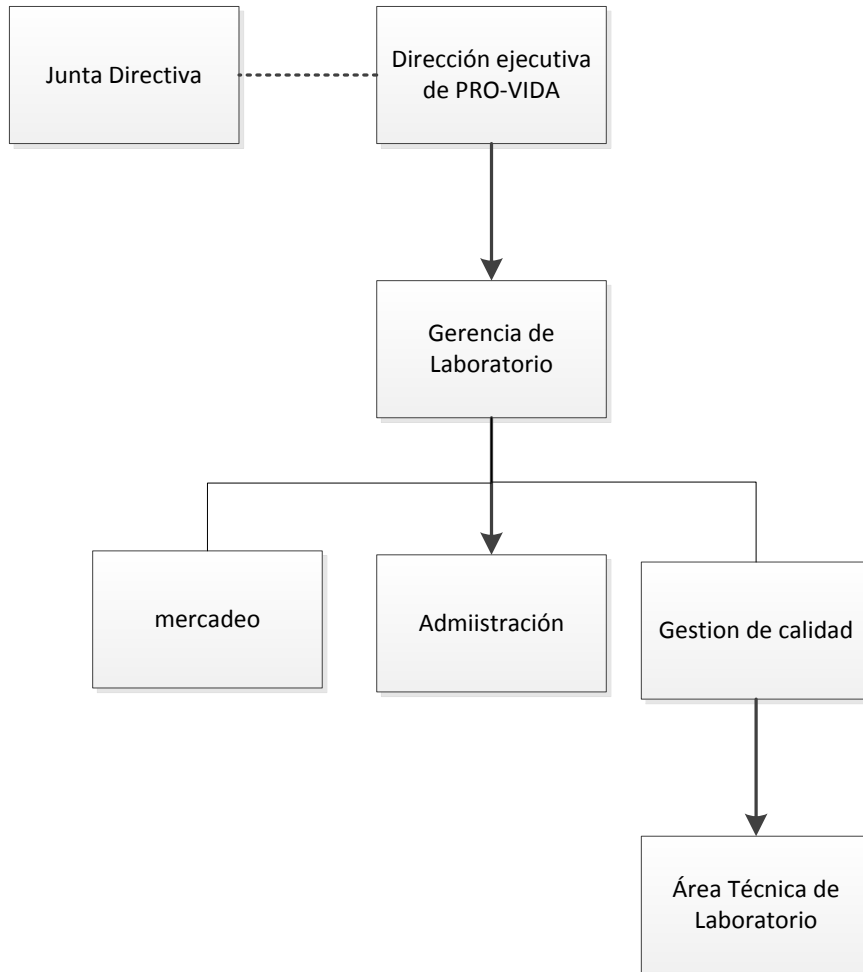 Junta Directiva
Dirección ejecutiva
de PRO-VIDA
Gerencia de
Laboratorio
mercadeo
Admiistración
Gestion de calidad
Área Técnica de
Laboratorio